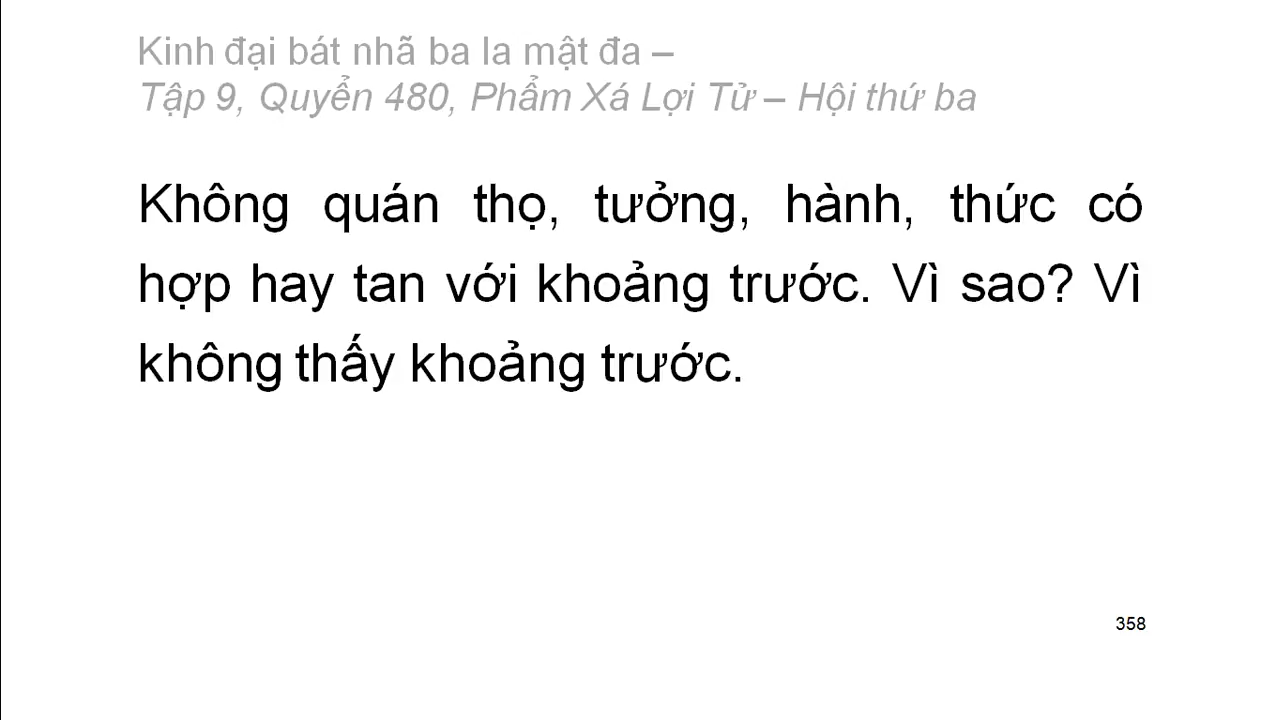 Kinh đại bát nhã ba la mật đa –
Tập 9, Quyển 480, Phẩm Xá Lợi Tử – Hội thứ ba
Không quán thọ, tưởng, hành, thức có
hợp hay tan với khoảng trước. Vì sao? Vì
không thấy khoảng trước.
358